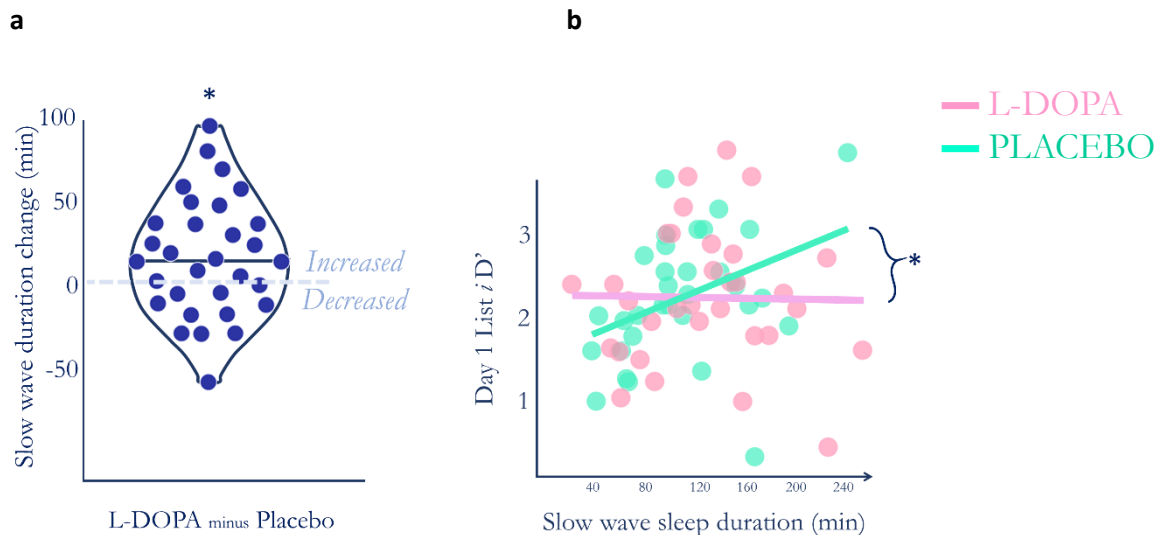 a
b
*
L-DOPA
PLACEBO
Slow wave duration change (min)
100
50
0
-50
Increased
Decreased
L-DOPA minus Placebo
Day 1 List i D’
3
2
1
*
40 80 120 160 200 240
Slow wave sleep duration (min)